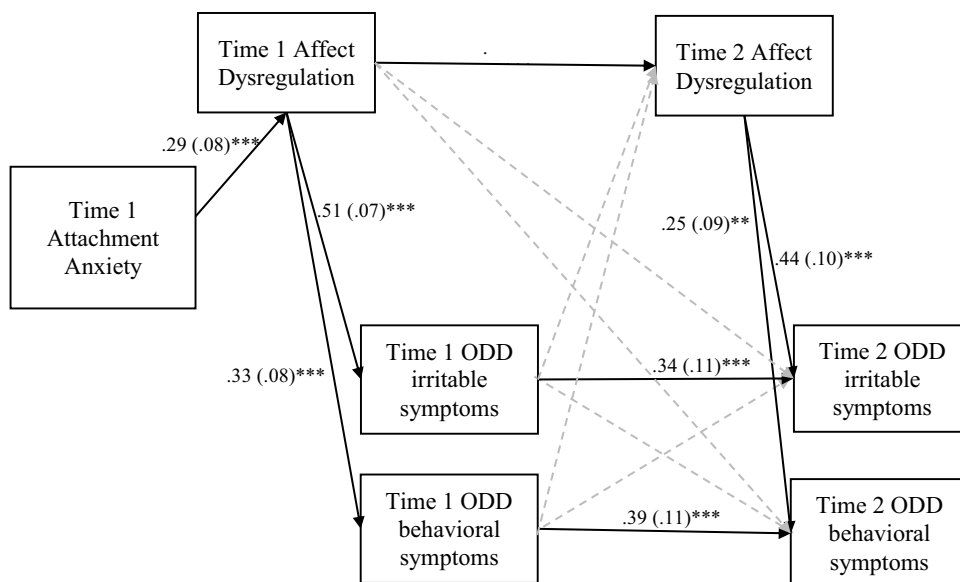 Time 1 Affect
Dysregulation
.
Time 2 Affect
Dysregulation
.29 (.08)***
Time 1
Attachment
Anxiety
.51 (.07)***
.25 (.09)**
.44 (.10)***
.33 (.08)***
Time 1 ODD
irritable
symptoms
.34 (.11)***
Time 2 ODD
irritable
symptoms
Time 1 ODD
behavioral
symptoms
.39 (.11)***
Time 2 ODD
behavioral
symptoms